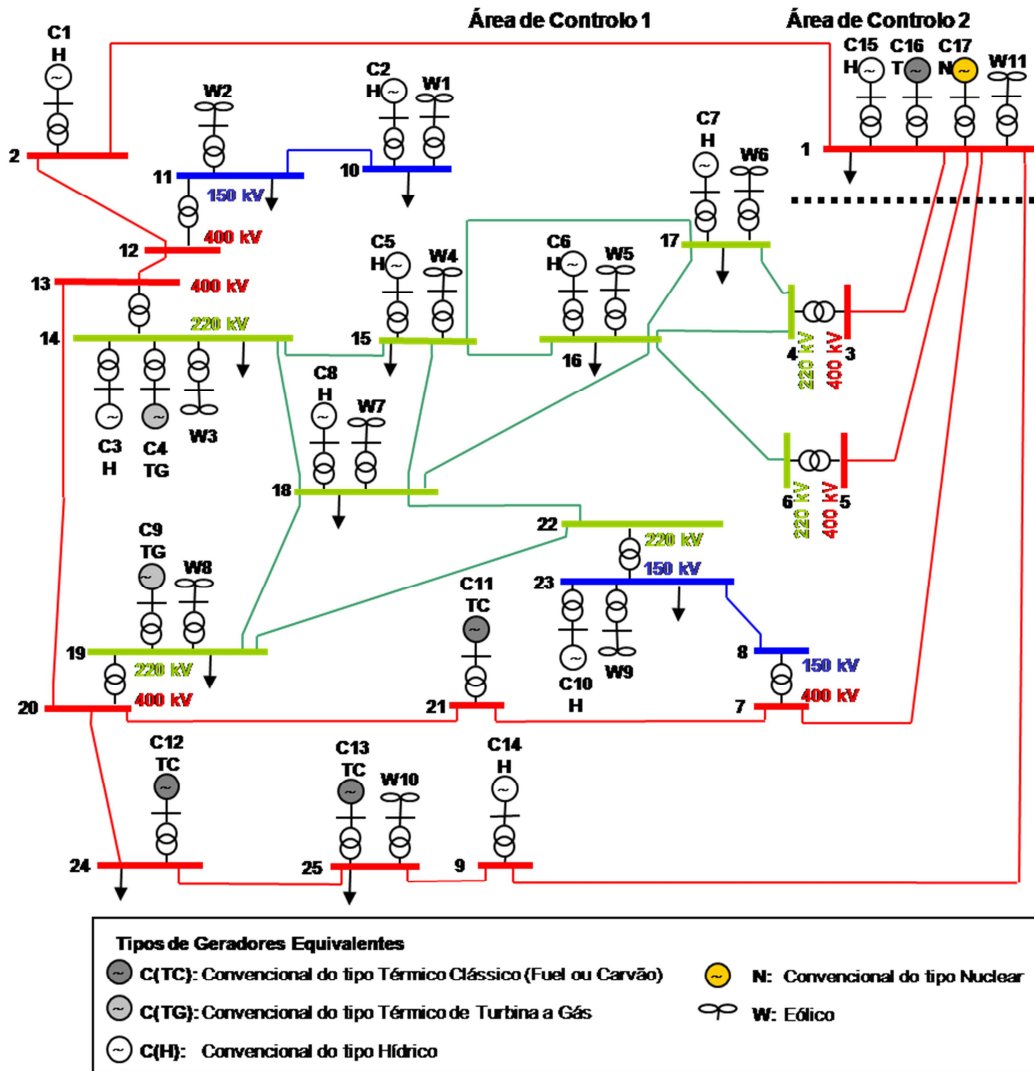 Área de Controlo 1
Área de Controlo 2
C1
H
C2
H
W1
W2
C15
H
C16
T
C17
N
W11
C7
H
W6
2
11
150 kV
10
1
12
400 kV
17
13
400 kV
C5
H
W4
C6
H
W5
14
220 kV
15
16
4
3
220 kV
400 kV
C3
H
C4
TG
W3
C8
H
W7
18
6
5
220 kV
400 kV
22
220 kV
C9
TG
W8
C11
TC
23
150 kV
19
220 kV
C10
H
W9
8
150 kV
20
400 kV
21
7
400 kV
C12
TC
C13
TC
W10
C14
H
24
25
9
Tipos de Geradores Equivalentes
C(TC): Convencional do tipo Térmico Clássico (Fuel ou Carvão)
N: Convencional do tipo Nuclear
C(TG): Convencional do tipo Térmico de Turbina a Gás
W: Eólico
C(H): Convencional do tipo Hídrico